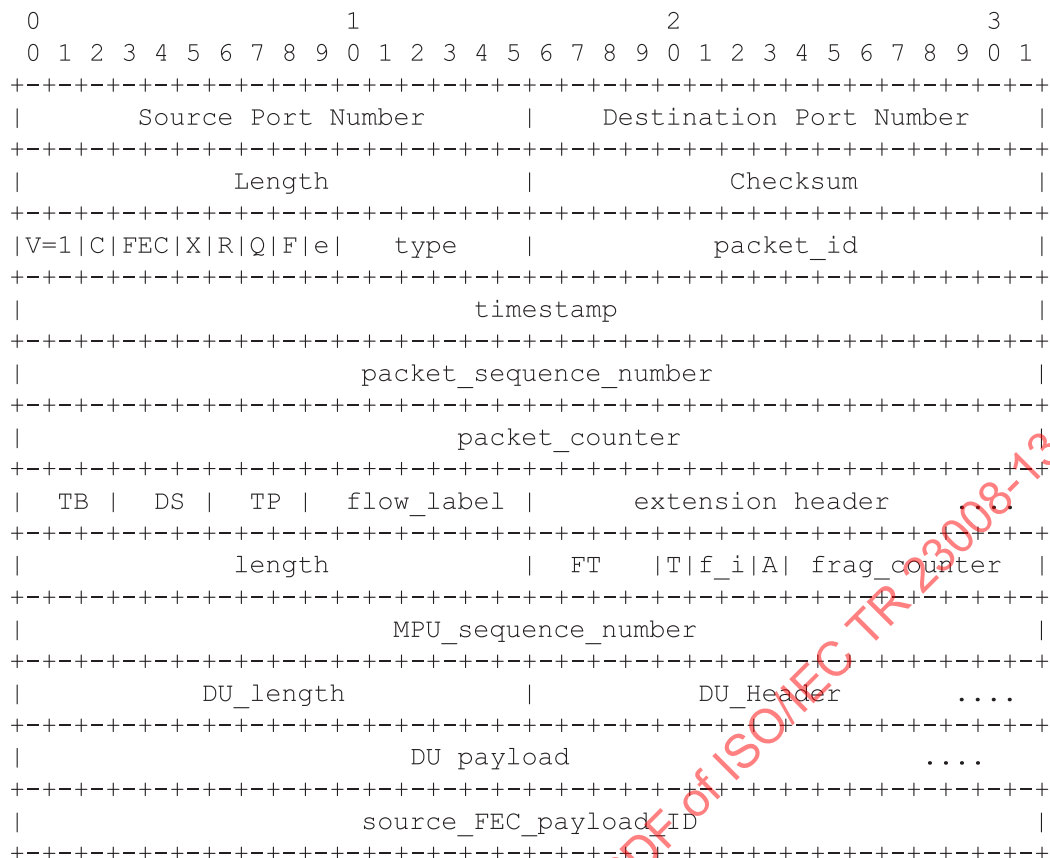 0                   1                   2                   3
0 1 2 3 4 5 6 7 8 9 0 1 2 3 4 5 6 7 8 9 0 1 2 3 4 5 6 7 8 9 0 1
+-+-+-+-+-+-+-+-+-+-+-+-+-+-+-+-+-+-+-+-+-+-+-+-+-+-+-+-+-+-+-+-+
|       Source Port Number      |    Destination Port Number    |
+-+-+-+-+-+-+-+-+-+-+-+-+-+-+-+-+-+-+-+-+-+-+-+-+-+-+-+-+-+-+-+-+
|             Length            |            Checksum           |
+-+-+-+-+-+-+-+-+-+-+-+-+-+-+-+-+-+-+-+-+-+-+-+-+-+-+-+-+-+-+-+-+
|V=1|C|FEC|X|R|Q|F|e|   type    |           packet_id           |
+-+-+-+-+-+-+-+-+-+-+-+-+-+-+-+-+-+-+-+-+-+-+-+-+-+-+-+-+-+-+-+-+
|                            timestamp                          |
+-+-+-+-+-+-+-+-+-+-+-+-+-+-+-+-+-+-+-+-+-+-+-+-+-+-+-+-+-+-+-+-+
|                     packet_sequence_number                    |
+-+-+-+-+-+-+-+-+-+-+-+-+-+-+-+-+-+-+-+-+-+-+-+-+-+-+-+-+-+-+-+-+
|                           packet_counter                      |
+-+-+-+-+-+-+-+-+-+-+-+-+-+-+-+-+-+-+-+-+-+-+-+-+-+-+-+-+-+-+-+-+
|  TB |  DS |  TP |  flow_label |      extension header    .... 
+-+-+-+-+-+-+-+-+-+-+-+-+-+-+-+-+-+-+-+-+-+-+-+-+-+-+-+-+-+-+-+-+
|             length            |  FT   |T|f_i|A| frag_counter  |
+-+-+-+-+-+-+-+-+-+-+-+-+-+-+-+-+-+-+-+-+-+-+-+-+-+-+-+-+-+-+-+-+
|                       MPU_sequence_number                     |
+-+-+-+-+-+-+-+-+-+-+-+-+-+-+-+-+-+-+-+-+-+-+-+-+-+-+-+-+-+-+-+-+
|           DU_length           |          DU_Header       ....
+-+-+-+-+-+-+-+-+-+-+-+-+-+-+-+-+-+-+-+-+-+-+-+-+-+-+-+-+-+-+-+-+
|                        DU payload                      ....
+-+-+-+-+-+-+-+-+-+-+-+-+-+-+-+-+-+-+-+-+-+-+-+-+-+-+-+-+-+-+-+-+
|                     source_FEC_payload_ID                     |
+-+-+-+-+-+-+-+-+-+-+-+-+-+-+-+-+-+-+-+-+-+-+-+-+-+-+-+-+-+-+-+-+
PDF of ISO/IEC TR 23008-13